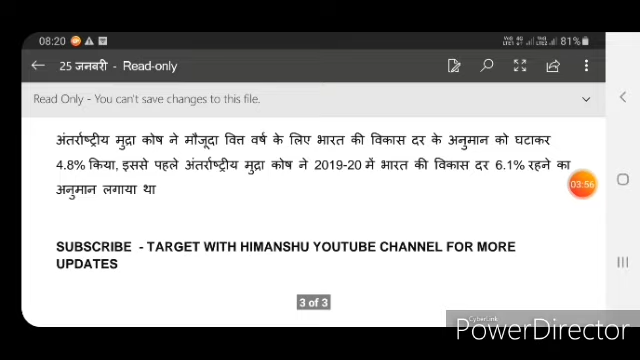 08:20 81%
25 जनवरी - Read-only
Read Only - You can't save changes to this file.
अंतर्राष्ट्रीय मुद्रा कोष ने मौजूदा वित्त वर्ष के लिए भारत की विकास दर के अनुमान को घटाकर
4.8% किया, इससे पहले अंतर्राष्ट्रीय मुद्रा कोष ने 2019-20 में भारत की विकास दर 6.1% रहने का
अनुमान लगाया था
03:56
SUBSCRIBE - TARGET WITH HIMANSHU YOUTUBE CHANNEL FOR MORE
UPDATES
3 of 3
CyberLink
PowerDirector